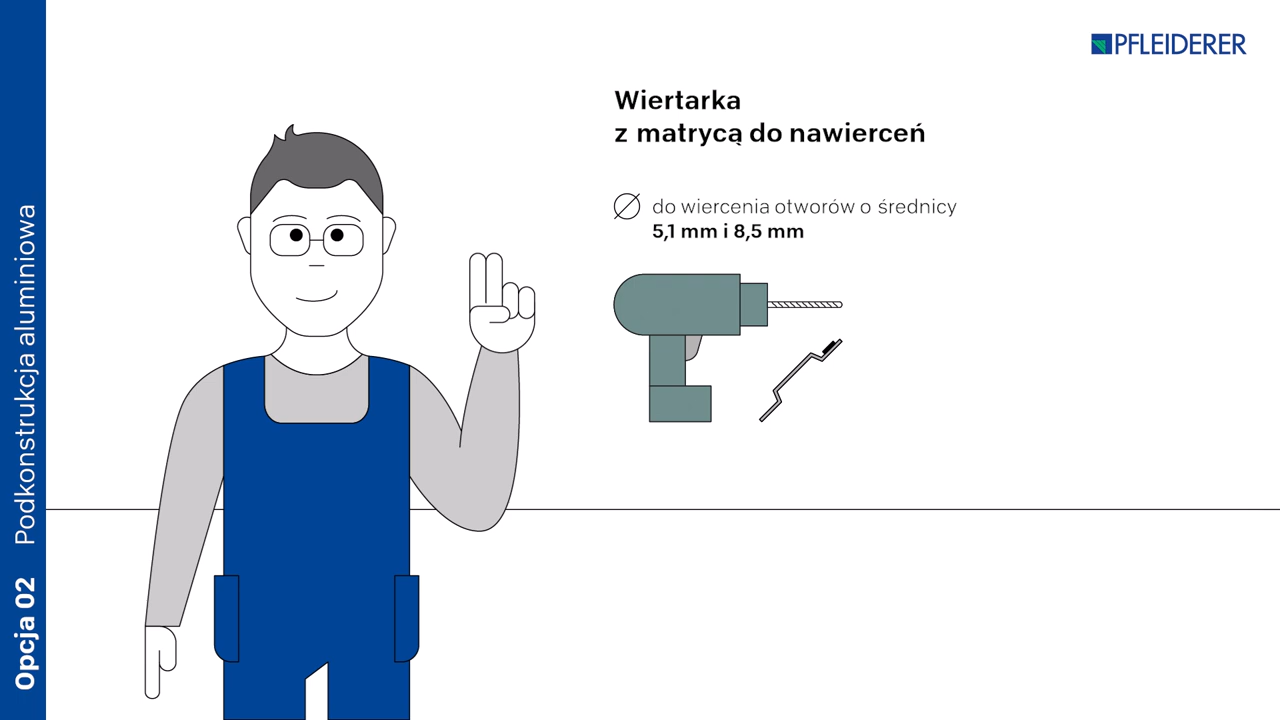 PFLEIDERER
Wiertarka
z matrycą do nawierceń
do wiercenia otworów o średnicy
5,1 mm i 8,5 mm
Opcja 02 Podkonstrukcja aluminiowa